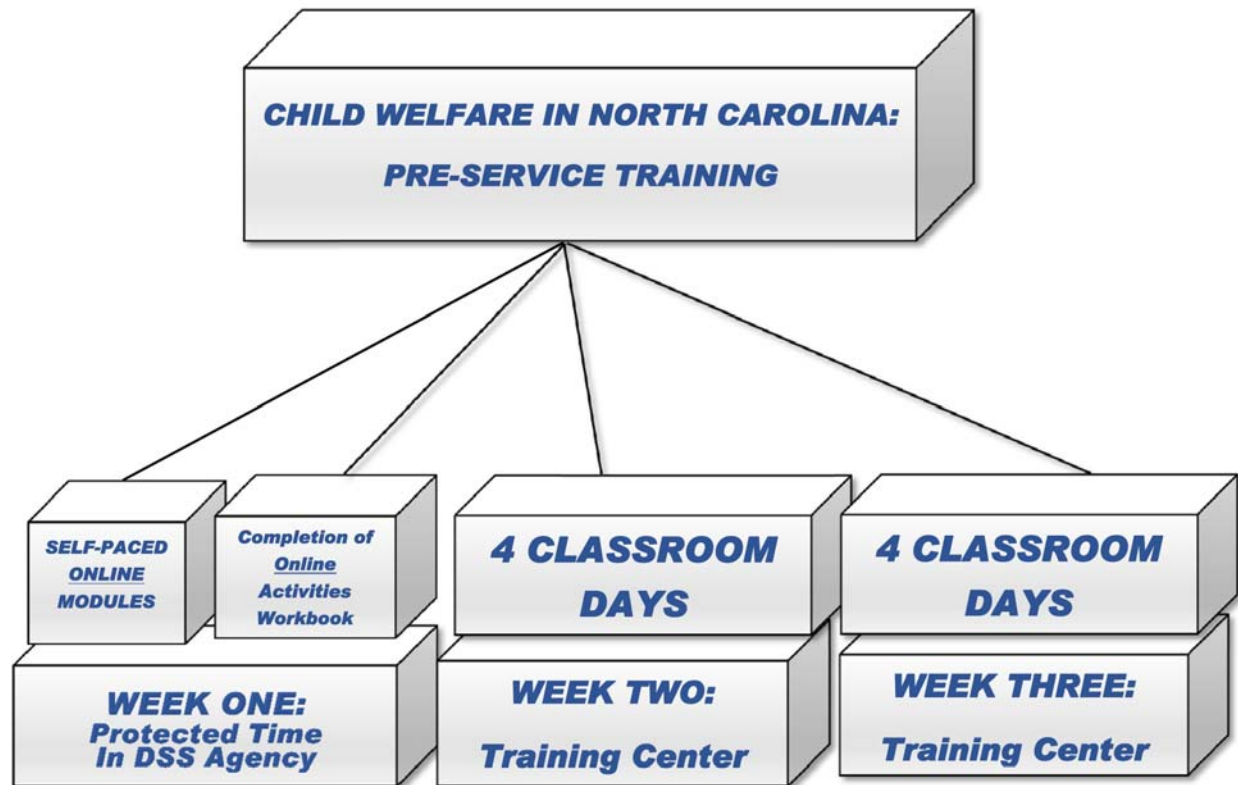 CHILD WELFARE IN NORTH CAROLINA:
PRE-SERVICE TRAINING
SELF-PACED
ONLINE
MODULES
Completion of
Online
Activities
Workbook
4 CLASSROOM
DAYS
4 CLASSROOM
DAYS
WEEK ONE:
Protected Time
In DSS Agency
WEEK TWO:
Training Center
WEEK THREE:
Training Center